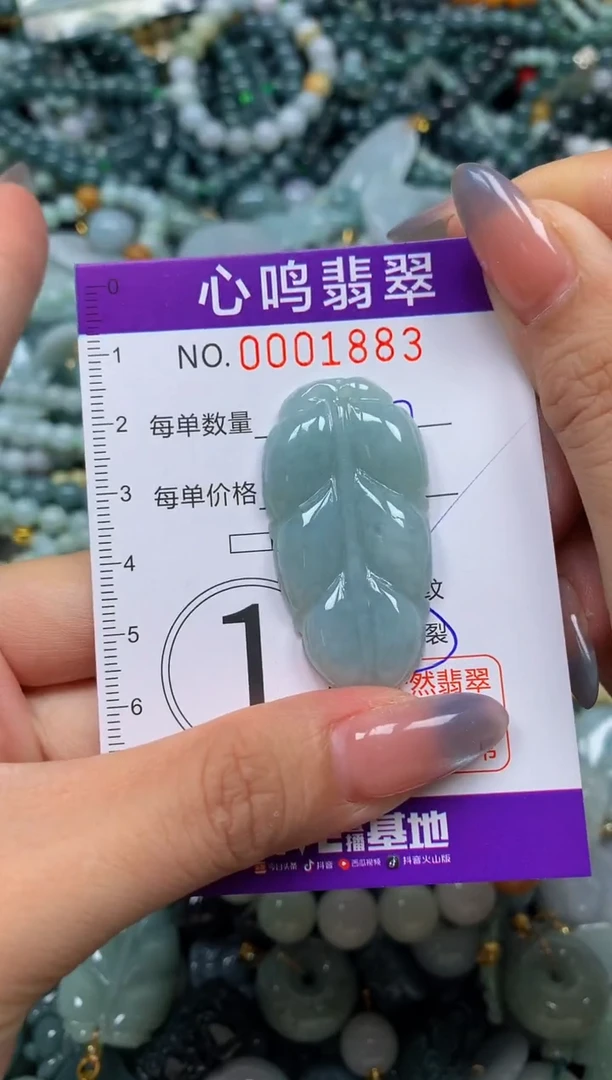 0
心鸣翡翠
1
NO.0001883
2
每单数量
3
每单价格
4
纹
5
裂
1
然翡翠
6
播基地
今日头条 抖音 西瓜视频 抖音火山版